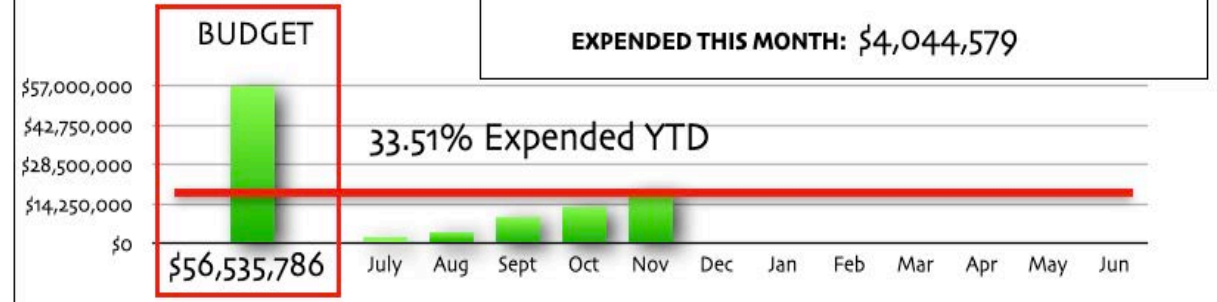 BUDGET
EXPENDED THIS MONTH: $4,044,579
$57,000,000
$42,750,000
33.51% Expended YTD
$28,500,000
$14,250,000
$0
$56,535,786
July Aug Sept Oct Nov Dec Jan Feb Mar Apr May Jun